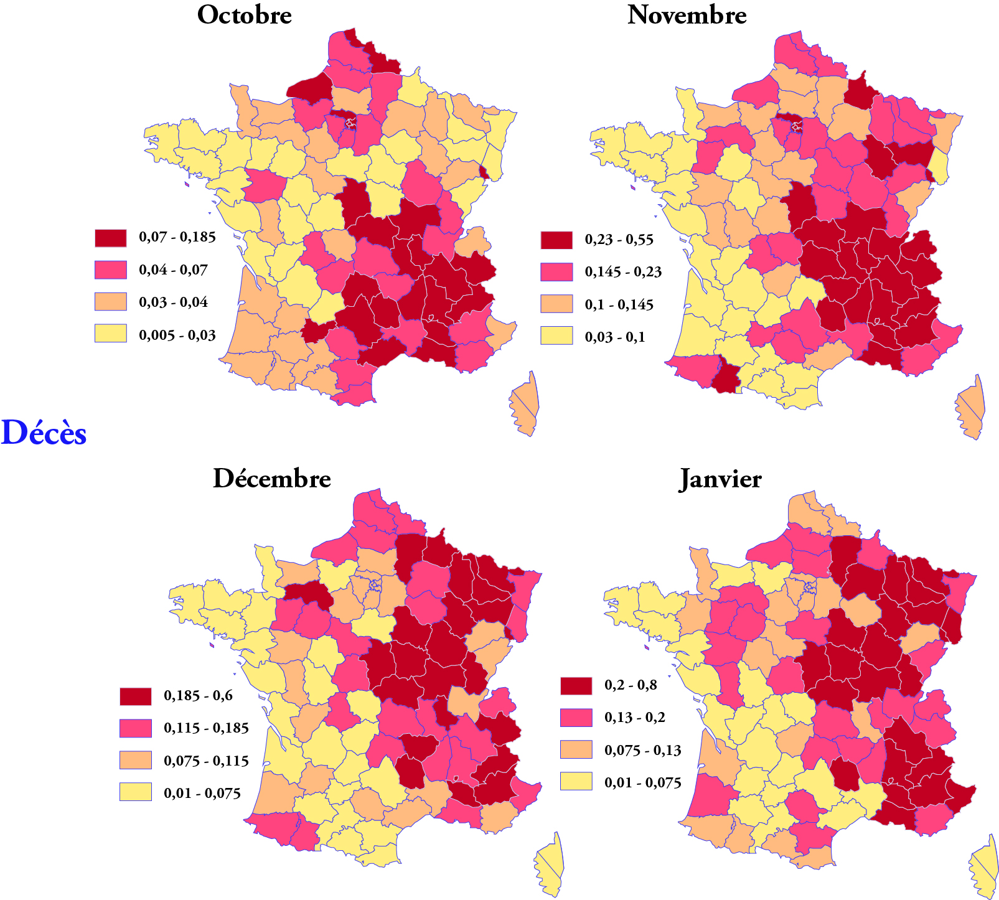 Octobre
0,07 - 0,185
0,04 - 0,07
0,03 - 0,04
0,005 - 0,03
Novembre
0,23 - 0,55
0,145 - 0,23
0,1 - 0,145
0,03 - 0,1
Décès
Décembre
0,185 - 0,6
0,115 - 0,185
0,075 - 0,115
0,01 - 0,075
Janvier
0,2 - 0,8
0,13 - 0,2
0,075 - 0,13
0,01 - 0,075